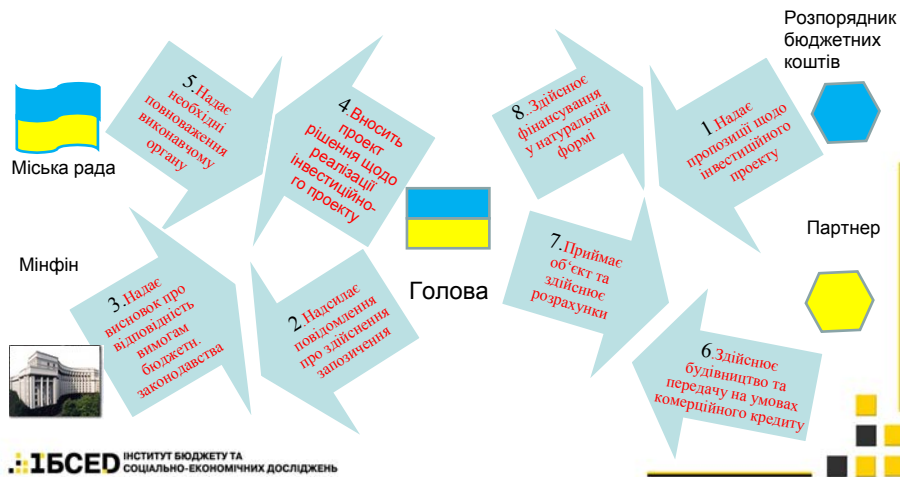 Розпорядник
бюджетних
коштів
Міська рада
5.Надає
необхідні
повноваження
виконавчому
органу
4.Вносить
проект
рішення щодо
реалізації
інвестиційно-
го проекту
8..Здійснює
фінансування
у натуральній
формі
1.Надає
пропозиції щодо
інвестиційного
проекту
Партнер
Мінфін
Голова
3.Надає
висновок про
відповідність
вимогам
бюджетн.
законодавства
2.Надсилає
повідомлення
про здійснення
запозичення
7.Приймає
об‘єкт та
здійснює
розрахунки
6.Здійснює
будівництво та
передачу на умовах
комерційного кредиту
ІБСЕD ІНСТИТУТ БЮДЖЕТУ ТА
СОЦІАЛЬНО-ЕКОНОМІЧНИХ ДОСЛІДЖЕНЬ